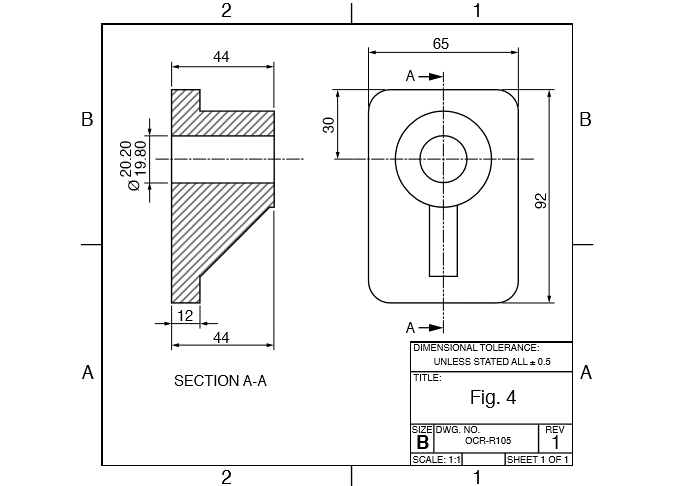 2 1
44
65
A
B B
30
20.20
Ø 19.80
92
12
44
A
SECTION A-A
A A
DIMENSIONAL TOLERANCE:
UNLESS STATED ALL ± 0.5
TITLE:
Fig. 4
SIZE DWG. NO. REV
B OCR-R105 1
SCALE: 1:1 SHEET 1 OF 1
2 1